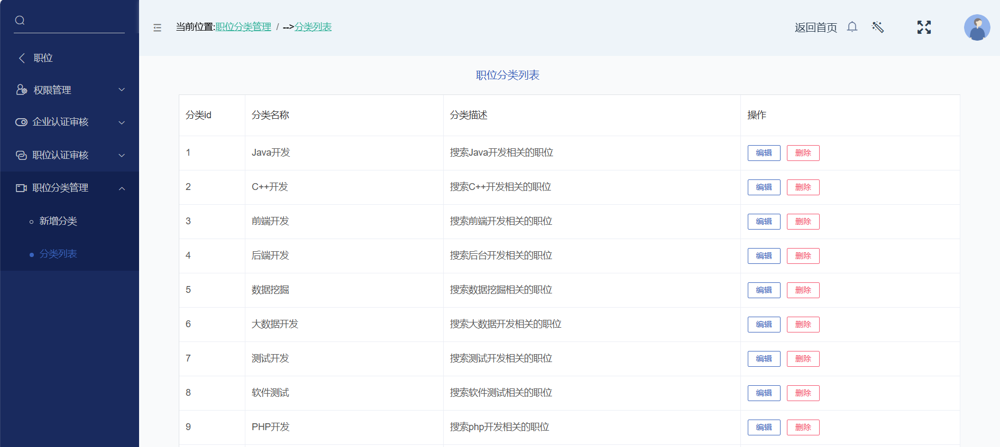 职位
权限管理
企业认证审核
职位认证审核
职位分类管理
新增分类
分类列表
当前位置:职位分类管理 / -->分类列表
返回首页
职位分类列表
分类id 分类名称 分类描述 操作
1 Java开发 搜索Java开发相关的职位 编辑 删除
2 C++开发 搜索C++开发相关的职位 编辑 删除
3 前端开发 搜索前端开发相关的职位 编辑 删除
4 后端开发 搜索后台开发相关的职位 编辑 删除
5 数据挖掘 搜索数据挖掘相关的职位 编辑 删除
6 大数据开发 搜索大数据开发相关的职位 编辑 删除
7 测试开发 搜索测试开发相关的职位 编辑 删除
8 软件测试 搜索软件测试相关的职位 编辑 删除
9 PHP开发 搜索php开发相关的职位 编辑 删除